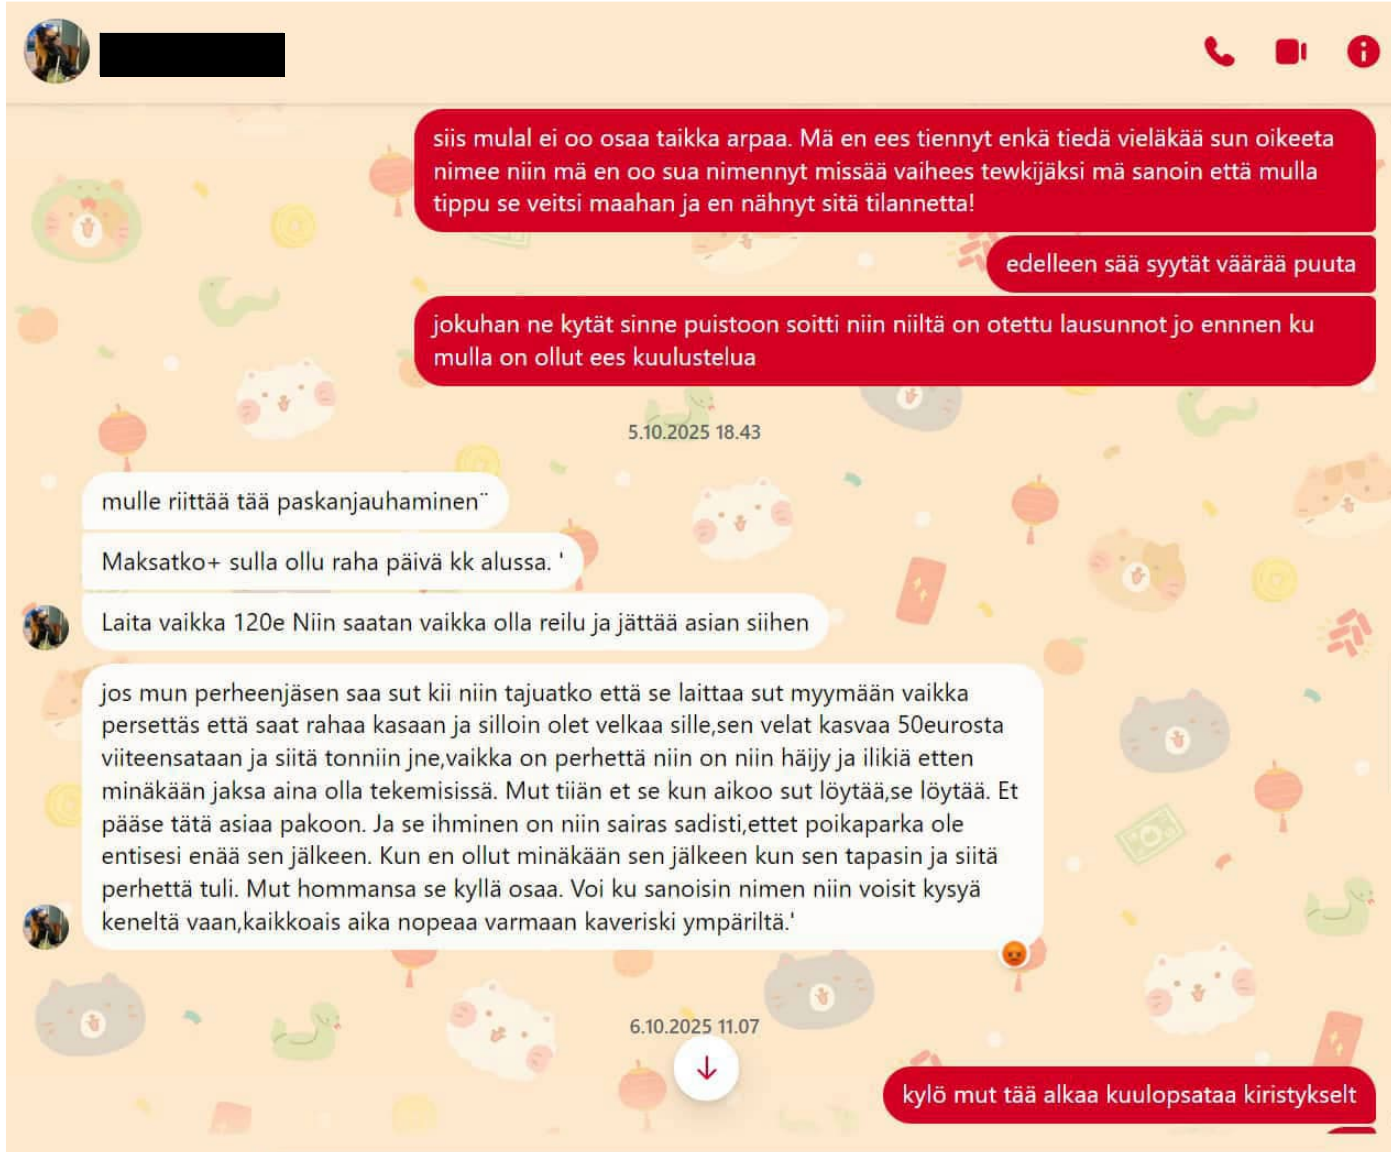 siis mulal ei oo osaa taikka arpaa. Mä en ees tiennyt enkä tiedä vieläkää sun oikeeta
nimee niin mä en oo sua nimennyt missää vaihees tewkijäksi mä sanoin että mulla
tippu se veitsi maahan ja en nähnyt sitä tilannetta!
edelleen sää syytät väärää puuta
jokuhan ne kytät sinne puistoon soitti niin niiltä on otettu lausunnot jo ennnen ku
mulla on ollut ees kuulustelua
5.10.2025 18.43
mulle riittää tää paskanjauhaminen¨
Maksatko+ sulla ollu raha päivä kk alussa. '
Laita vaikka 120e Niin saatan vaikka olla reilu ja jättää asian siihen
jos mun perheenjäsen saa sut kii niin tajuatko että se laittaa sut myymään vaikka
persettäs että saat rahaa kasaan ja silloin olet velkaa sille,sen velat kasvaa 50eurosta
viiteensataan ja siitä tonniin jne,vaikka on perhettä niin on niin häijy ja ilikiä etten
minäkään jaksa aina olla tekemisissä. Mut tiiän et se kun aikoo sut löytää,se löytää. Et
pääse tätä asiaa pakoon. Ja se ihminen on niin sairas sadisti,ettet poikaparka ole
entisesi enää sen jälkeen. Kun en ollut minäkään sen jälkeen kun sen tapasin ja siitä
perhettä tuli. Mut hommansa se kyllä osaa. Voi ku sanoisin nimen niin voisit kysyä
keneltä vaan,kaikkoais aika nopeaa varmaan kaveriski ympäriltä.'
6.10.2025 11.07
kylö mut tää alkaa kuulopsataa kiristykselt